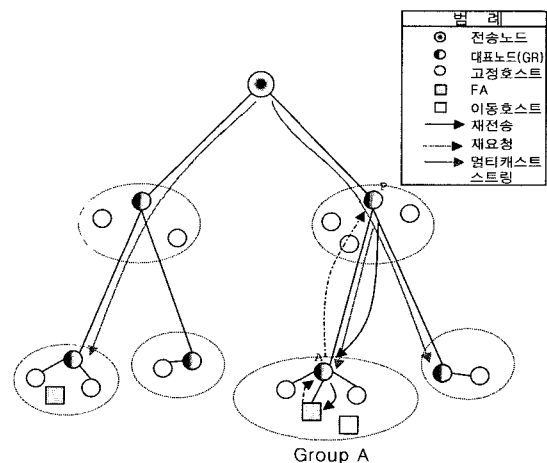 범 례
전송노드
대표노드(GR)
고정호스트
FA
이동호스트
재전송
재요청
멀티캐스트
스트링
P
A
Group A